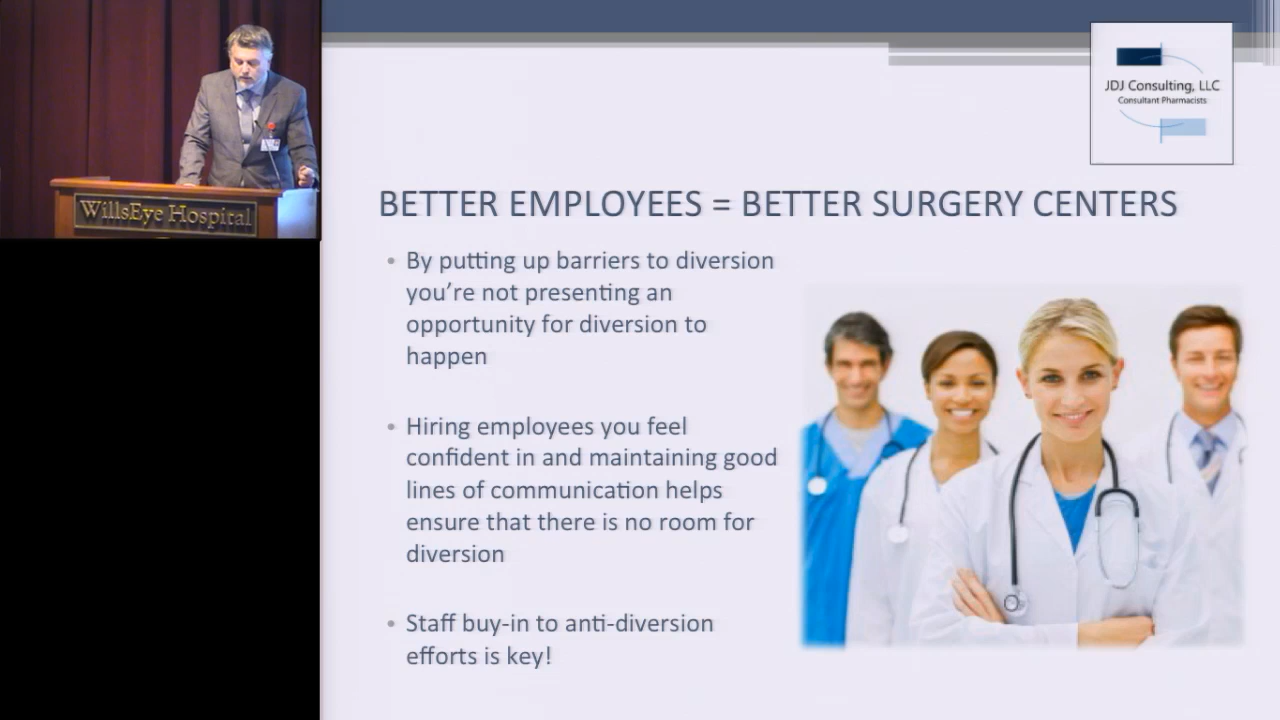 WillsEye Hospital
JDJ Consulting, LLC
Consultant Pharmacists
BETTER EMPLOYEES = BETTER SURGERY CENTERS
• By putting up barriers to diversion
you're not presenting an
opportunity for diversion to
happen
• Hiring employees you feel
confident in and maintaining good
lines of communication helps
ensure that there is no room for
diversion
• Staff buy-in to anti-diversion
efforts is key!